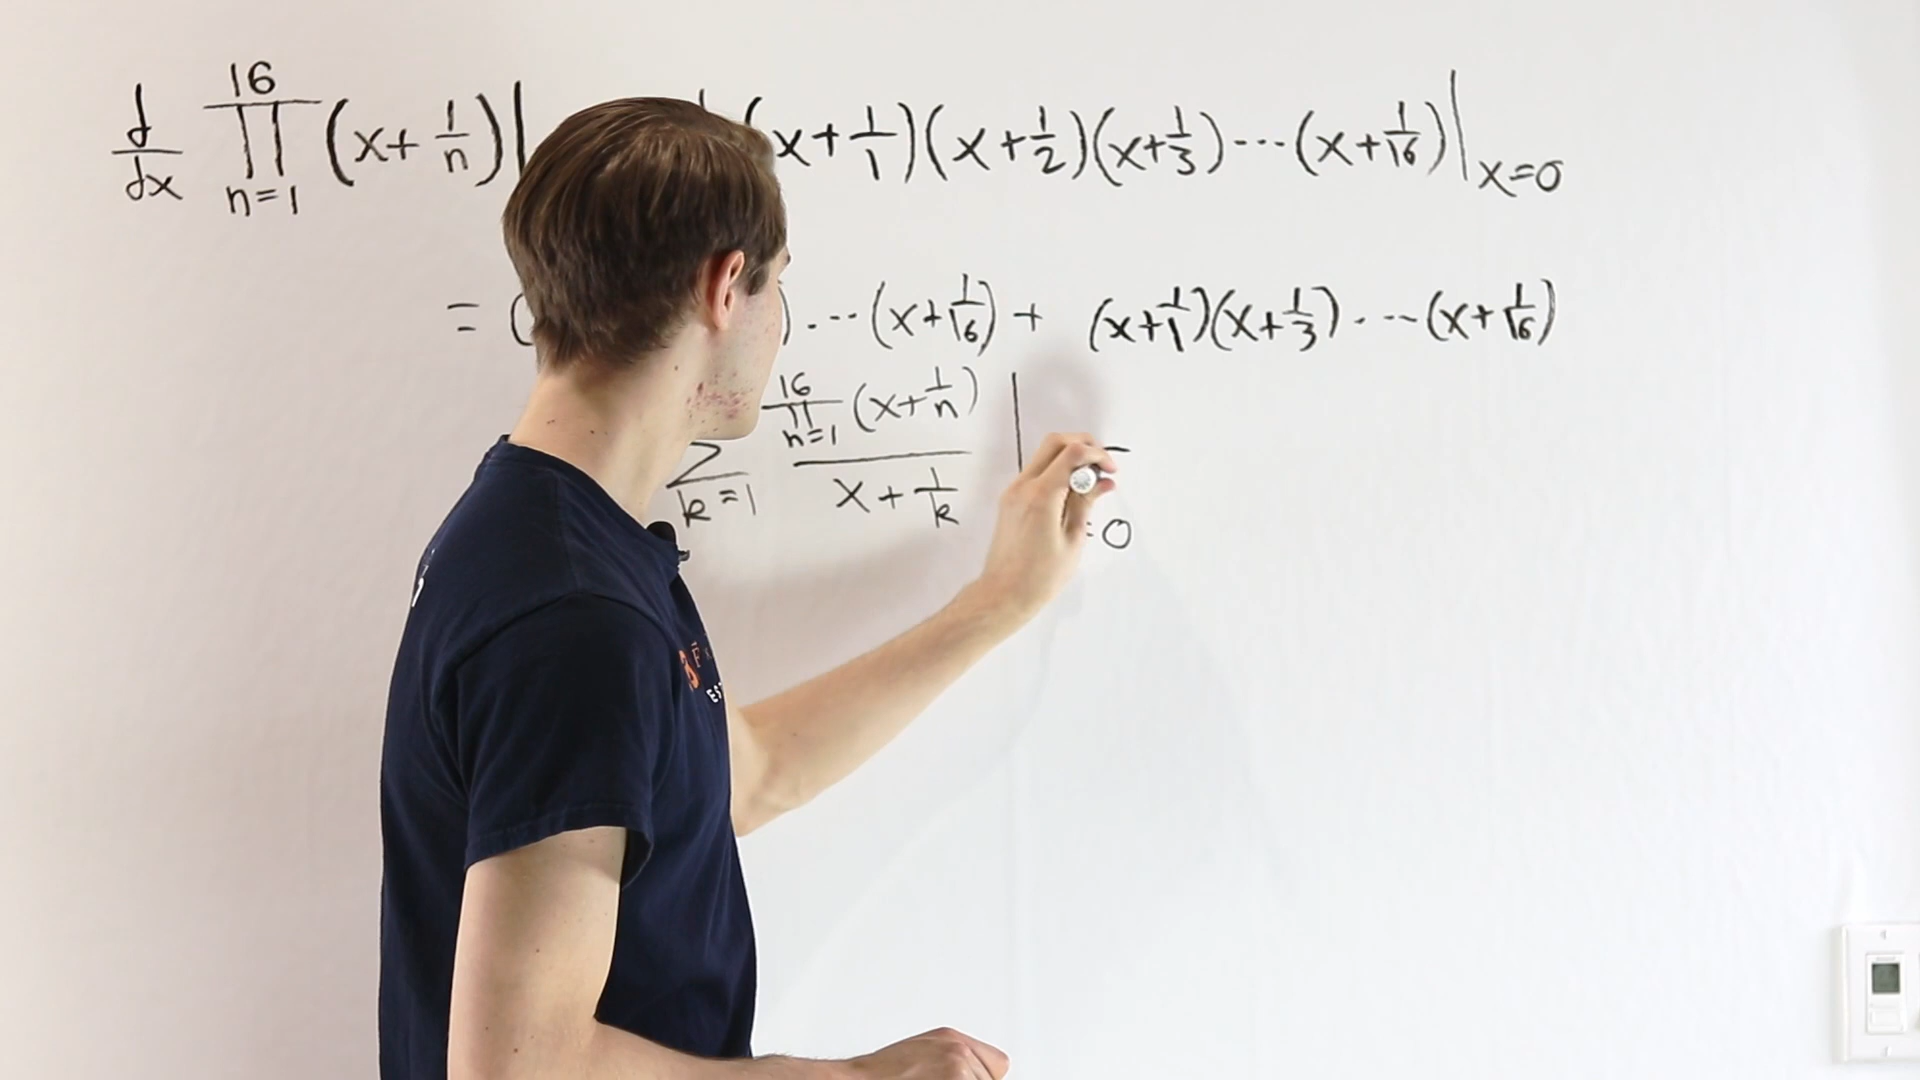 d/dx ∏_{n=1}^{16} (x + 1/n) | (x + 1/1)(x + 1/2)(x + 1/3) ⋯ (x + 1/16) |_{x=0}
= ( ) ⋯ (x + 1/16) + (x + 1/1)(x + 1/3) ⋯ (x + 1/16)
∑_{k=1} ∏_{n=1}^{16} (x + 1/n) / (x + 1/k) | =0